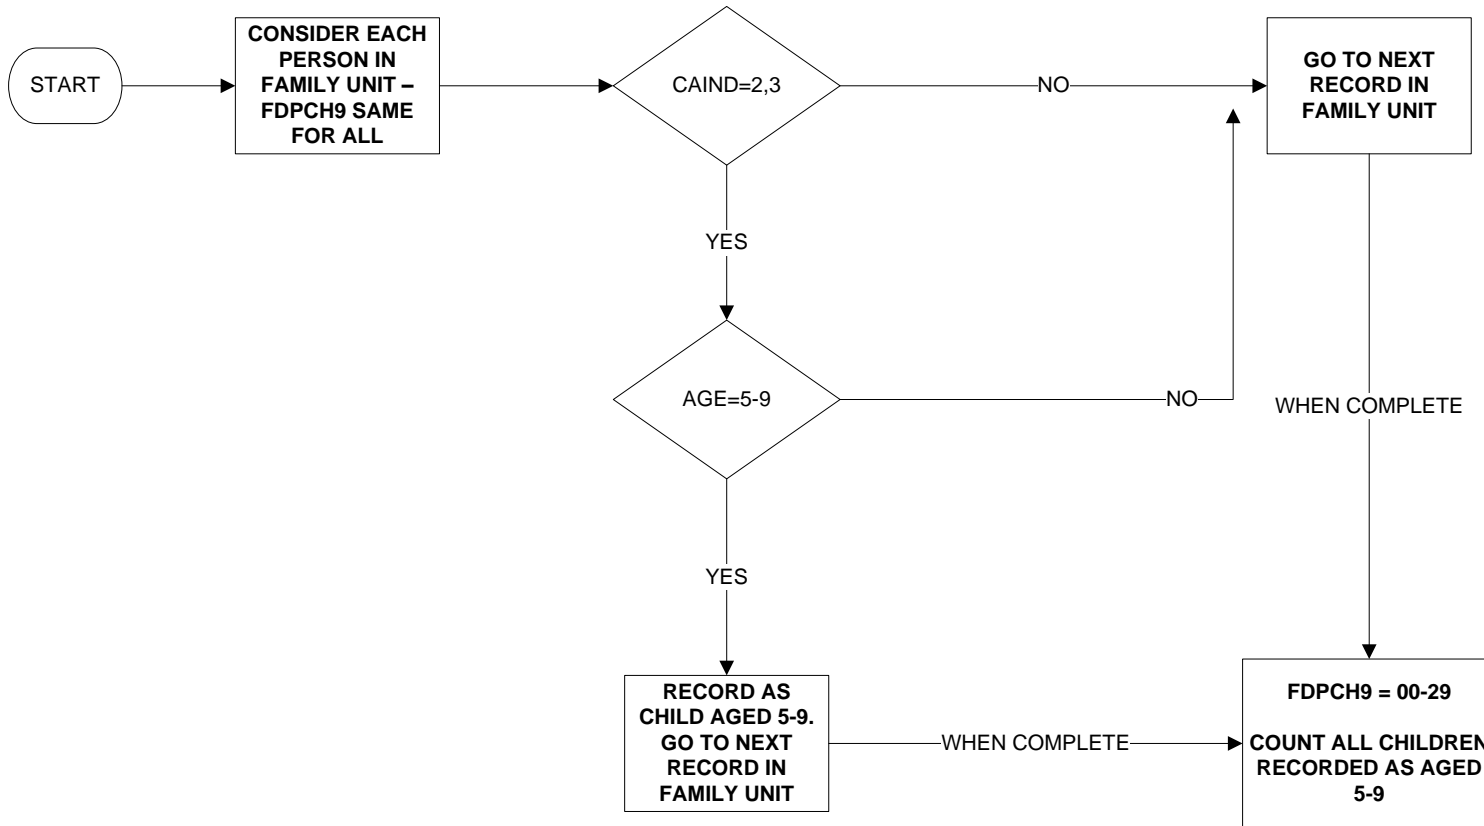 START
CONSIDER EACH
PERSON IN
FAMILY UNIT –
FDPCH9 SAME
FOR ALL
CAIND=2,3
NO
GO TO NEXT
RECORD IN
FAMILY UNIT
YES
AGE=5-9
NO
WHEN COMPLETE
YES
RECORD AS
CHILD AGED 5-9.
GO TO NEXT
RECORD IN
FAMILY UNIT
WHEN COMPLETE
FDPCH9 = 00-29
COUNT ALL CHILDREN
RECORDED AS AGED
5-9